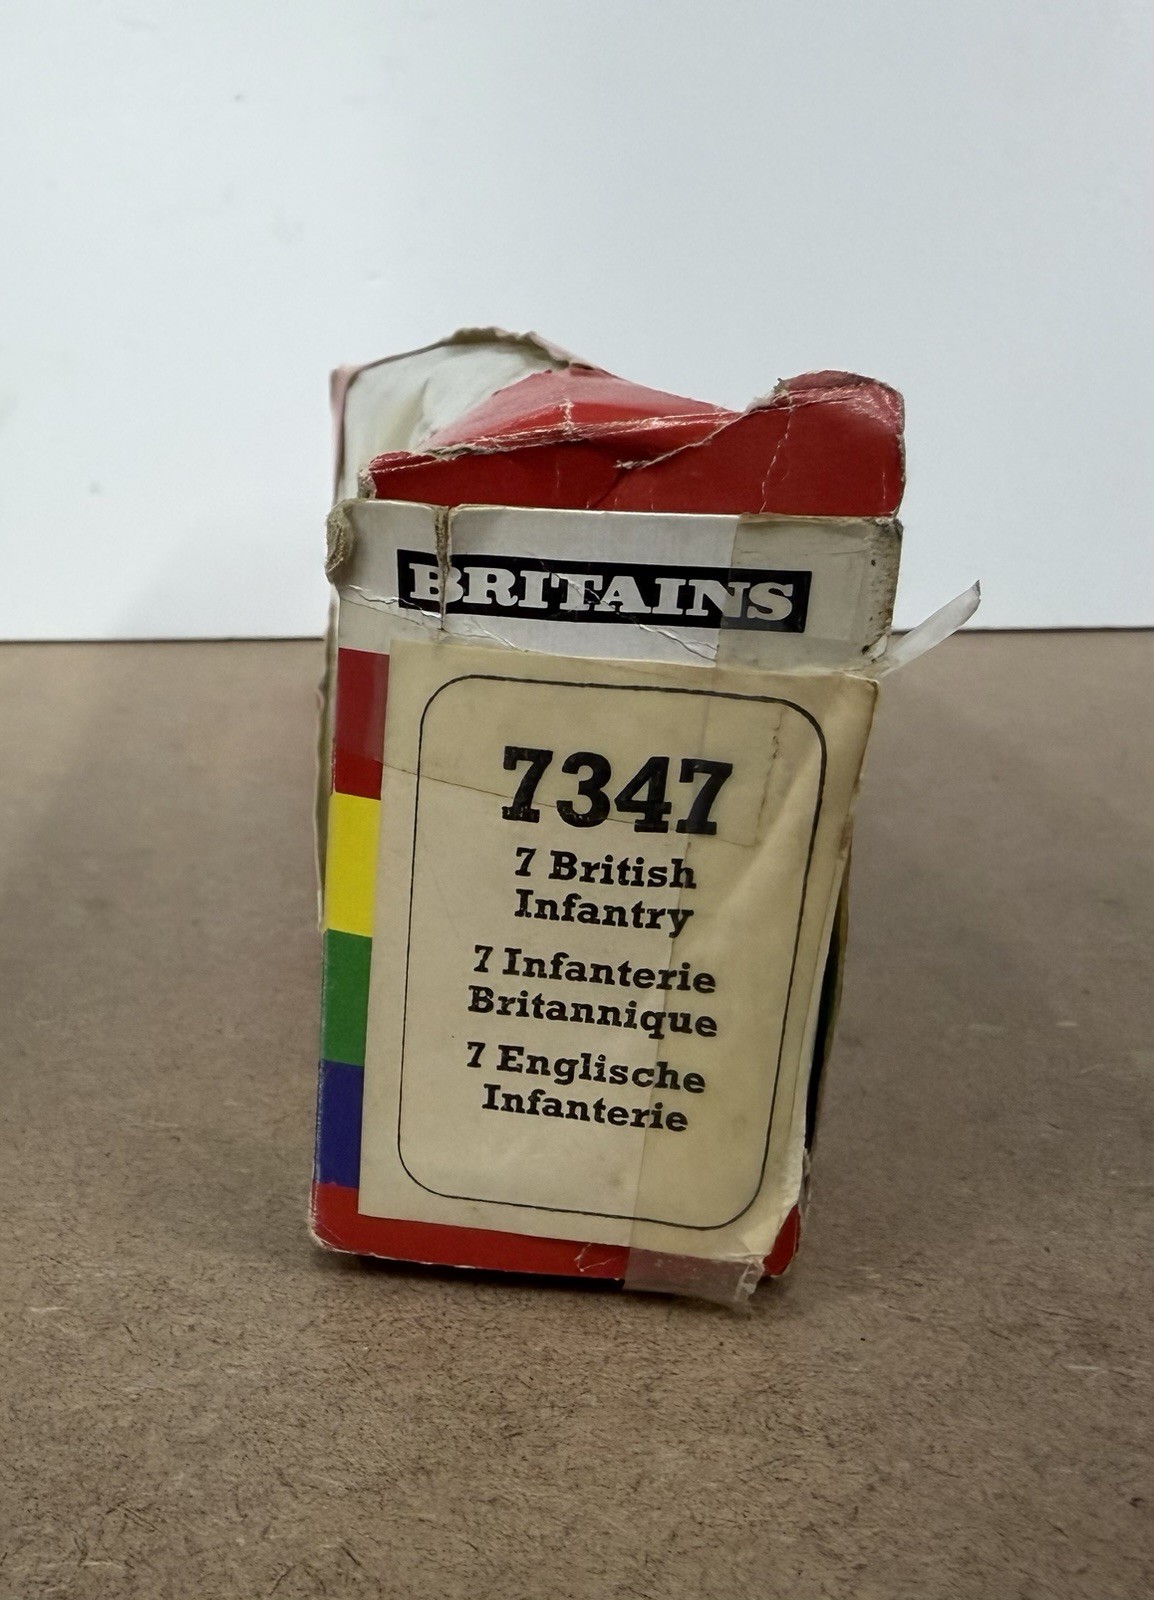 BRITAINS
7347
7 British
Infantry
7 Infanterie
Britannique
7 Englische
Infanterie